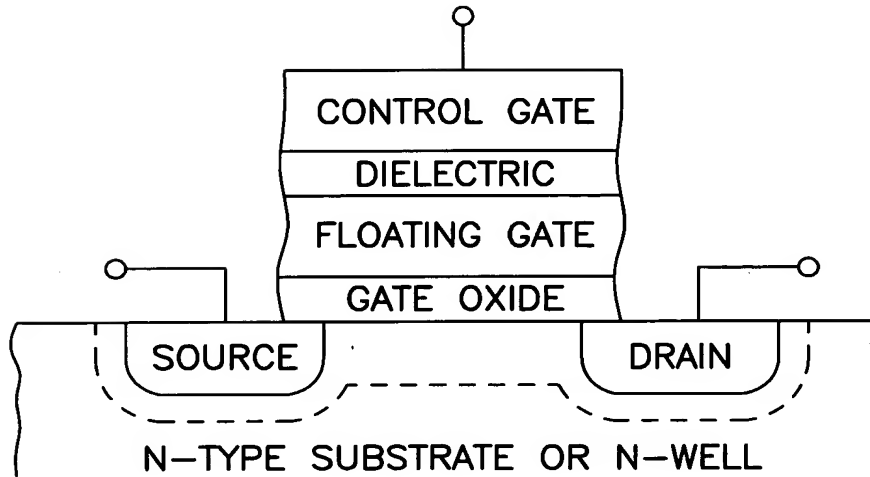 CONTROL GATE
DIELECTRIC
FLOATING GATE
GATE OXIDE
SOURCE
DRAIN
N-TYPE SUBSTRATE OR N-WELL